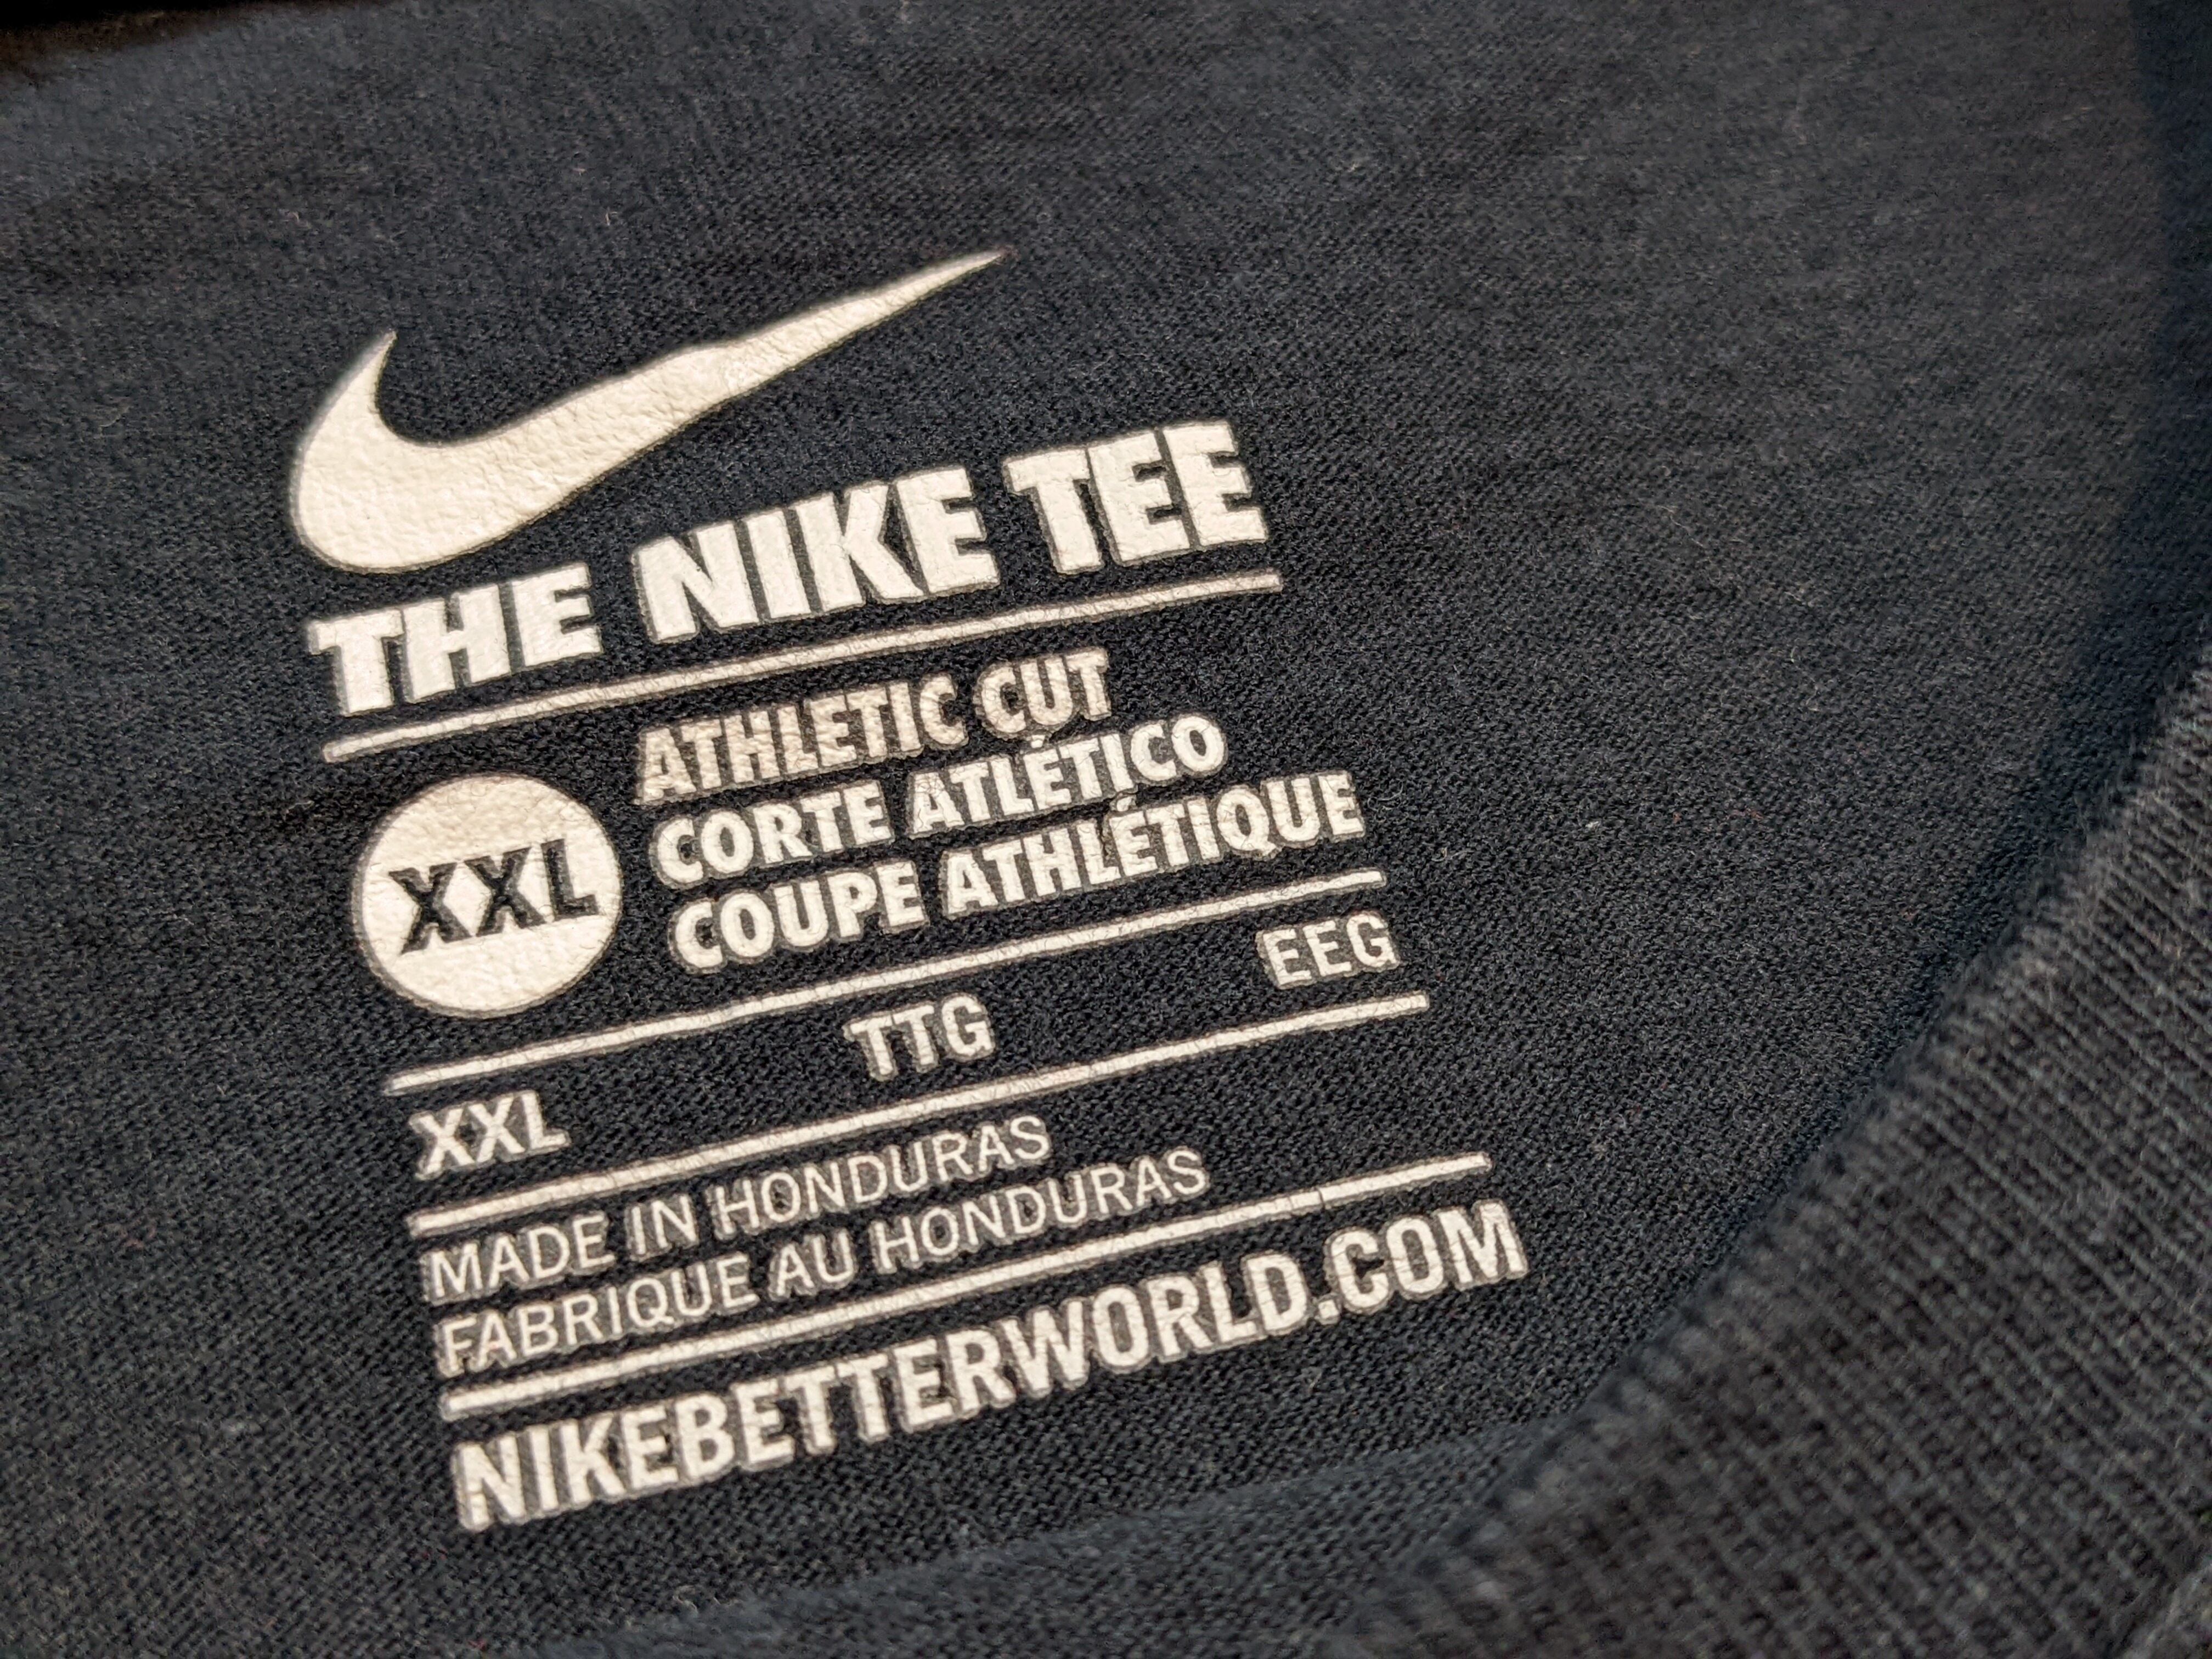 THE NIKE TEE
XXL
ATHLETIC CUT
CORTE ATLÉTICO
COUPE ATHLÉTIQUE
XXL TTG EEG
MADE IN HONDURAS
FABRIQUE AU HONDURAS
NIKEBETTERWORLD.COM